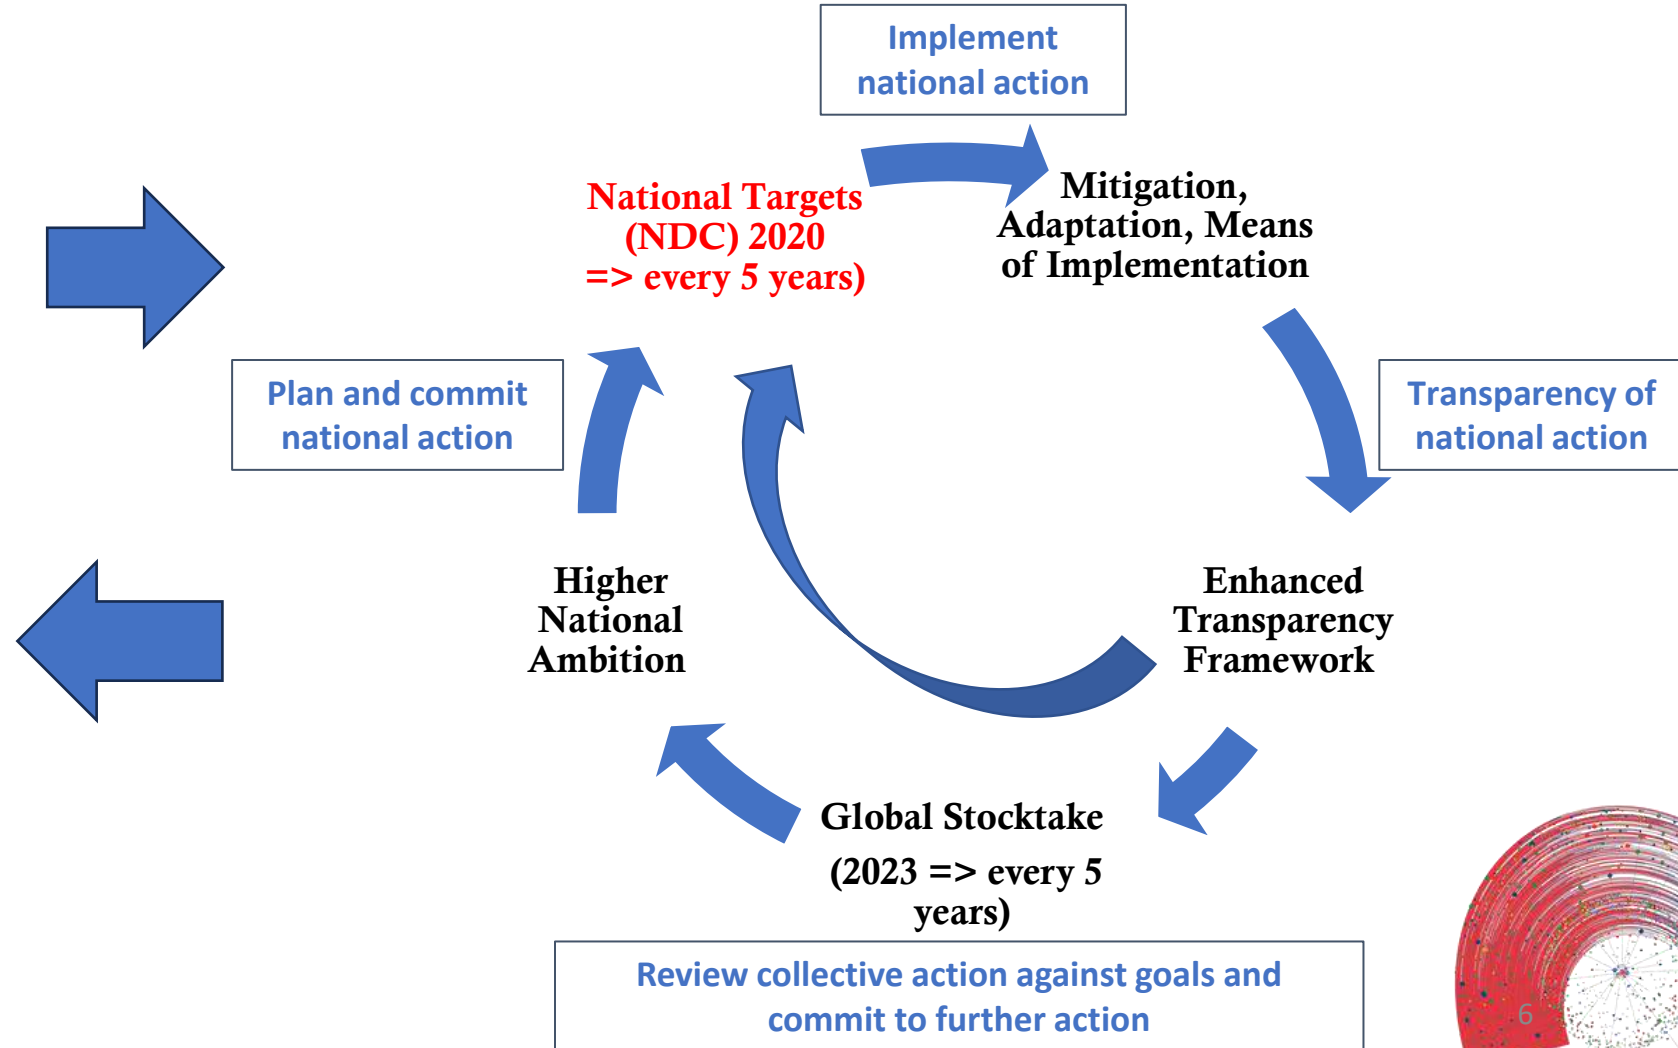 Implement
national action
National Targets
(NDC) 2020
=> every 5 years)
Mitigation,
Adaptation, Means
of Implementation
Plan and commit
national action
Transparency of
national action
Higher
National
Ambition
Enhanced
Transparency
Framework
Global Stocktake
(2023 => every 5
years)
Review collective action against goals and
commit to further action
6